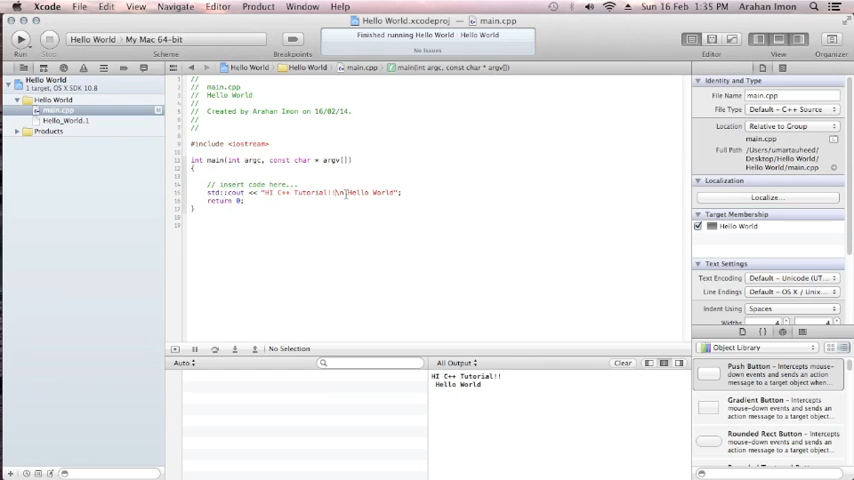 Xcode File Edit View Navigate Editor Product Window Help Sun 16 Feb 1:35 PM Arahan Imon
Hello World.xcodeproj — main.cpp
Run Stop Hello World My Mac 64-bit Scheme Breakpoints
Finished running Hello World : Hello World
No Issues
Editor View Organizer
Hello World
1 target, OS X SDK 10.8
Hello World
main.cpp M
Hello_World.1
Products
Hello World Hello World main.cpp main(int argc, const char * argv[])
//
// main.cpp
// Hello World
//
// Created by Arahan Imon on 16/02/14.
//
//
#include <iostream>
int main(int argc, const char * argv[])
{
// insert code here...
std::cout << "HI C++ Tutorial!!\n Hello World";
return 0;
}
No Selection
Auto
All Output Clear
HI C++ Tutorial!!
Hello World
Identity and Type
File Name main.cpp
File Type Default - C++ Source
Location Relative to Group
main.cpp
Full Path /Users/umartauheed/
Desktop/Hello World/
Hello World/main.cpp
Localization
Localize...
Target Membership
Hello World
Text Settings
Text Encoding Default - Unicode (UT...
Line Endings Default - OS X / Unix...
Indent Using Spaces
Widths 4 4
Object Library
Push Button - Intercepts mouse-
down events and sends an action
message to a target object when...
Gradient Button - Intercepts
mouse-down events and sends an
action message to a target object...
Rounded Rect Button - Intercepts
mouse-down events and sends an
action message to a target object...